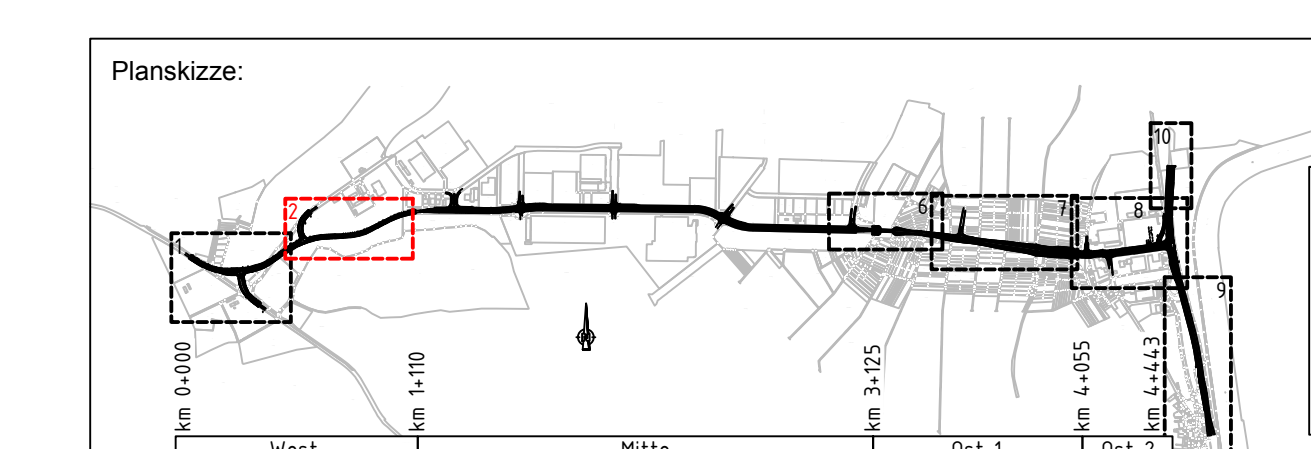 Planskizze:
10
2
6
7
8
1
9
km 0+000
km 1+110
km 3+125
km 4+055
km 4+443
West
Mitte
Ost 1
Ost 2